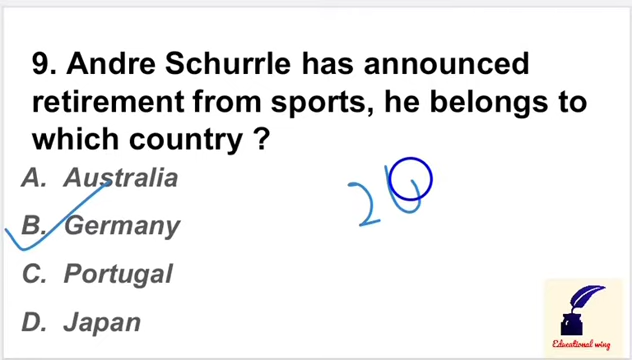 9. Andre Schurrle has announced
retirement from sports, he belongs to
which country ?
A. Australia
B. Germany
C. Portugal
D. Japan
Educational wing